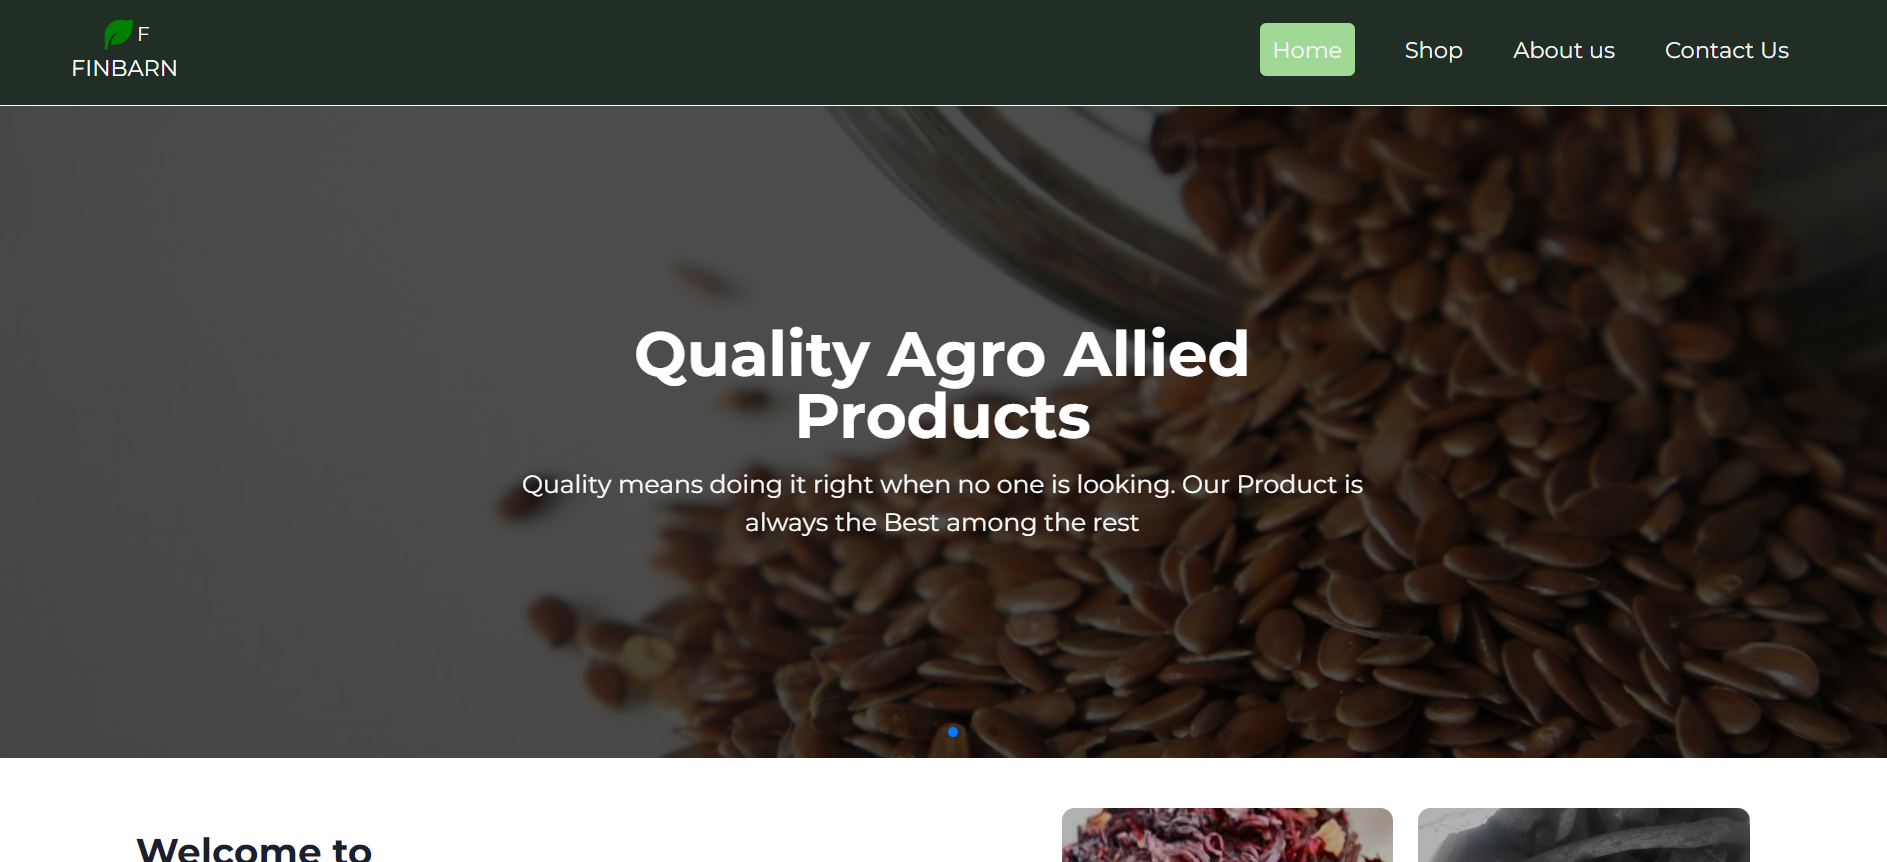 F
FINBARN
Home
Shop
About us
Contact Us
Quality Agro Allied
Products
Quality means doing it right when no one is looking. Our Product is
always the Best among the rest
Welcome to